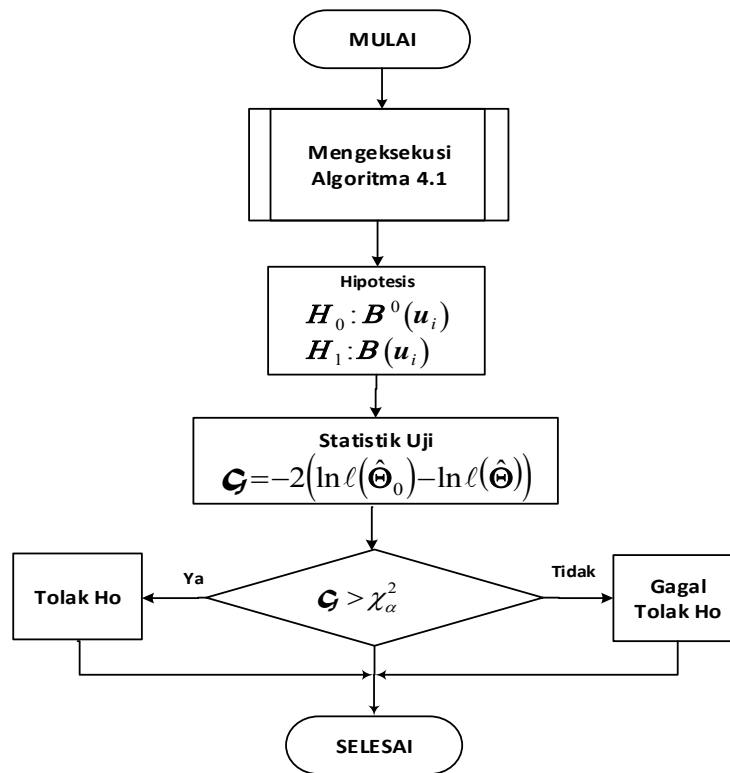 MULAI
Mengeksekusi
Algoritma 4.1
Hipotesis
H₀ : B⁰(uᵢ)
H₁ : B(uᵢ)
Statistik Uji
G = −2(ln ℓ(Θ̂₀) − ln ℓ(Θ̂))
Ya
Tidak
Tolak Ho
G > χ²_α
Gagal
Tolak Ho
SELESAI